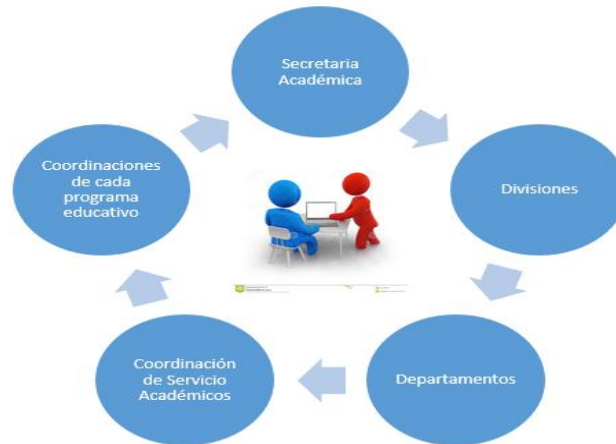 Secretaria
Académica
Divisiones
Departamentos
Coordinación
de Servicio
Académicos
Coordinaciones
de cada
programa
educativo